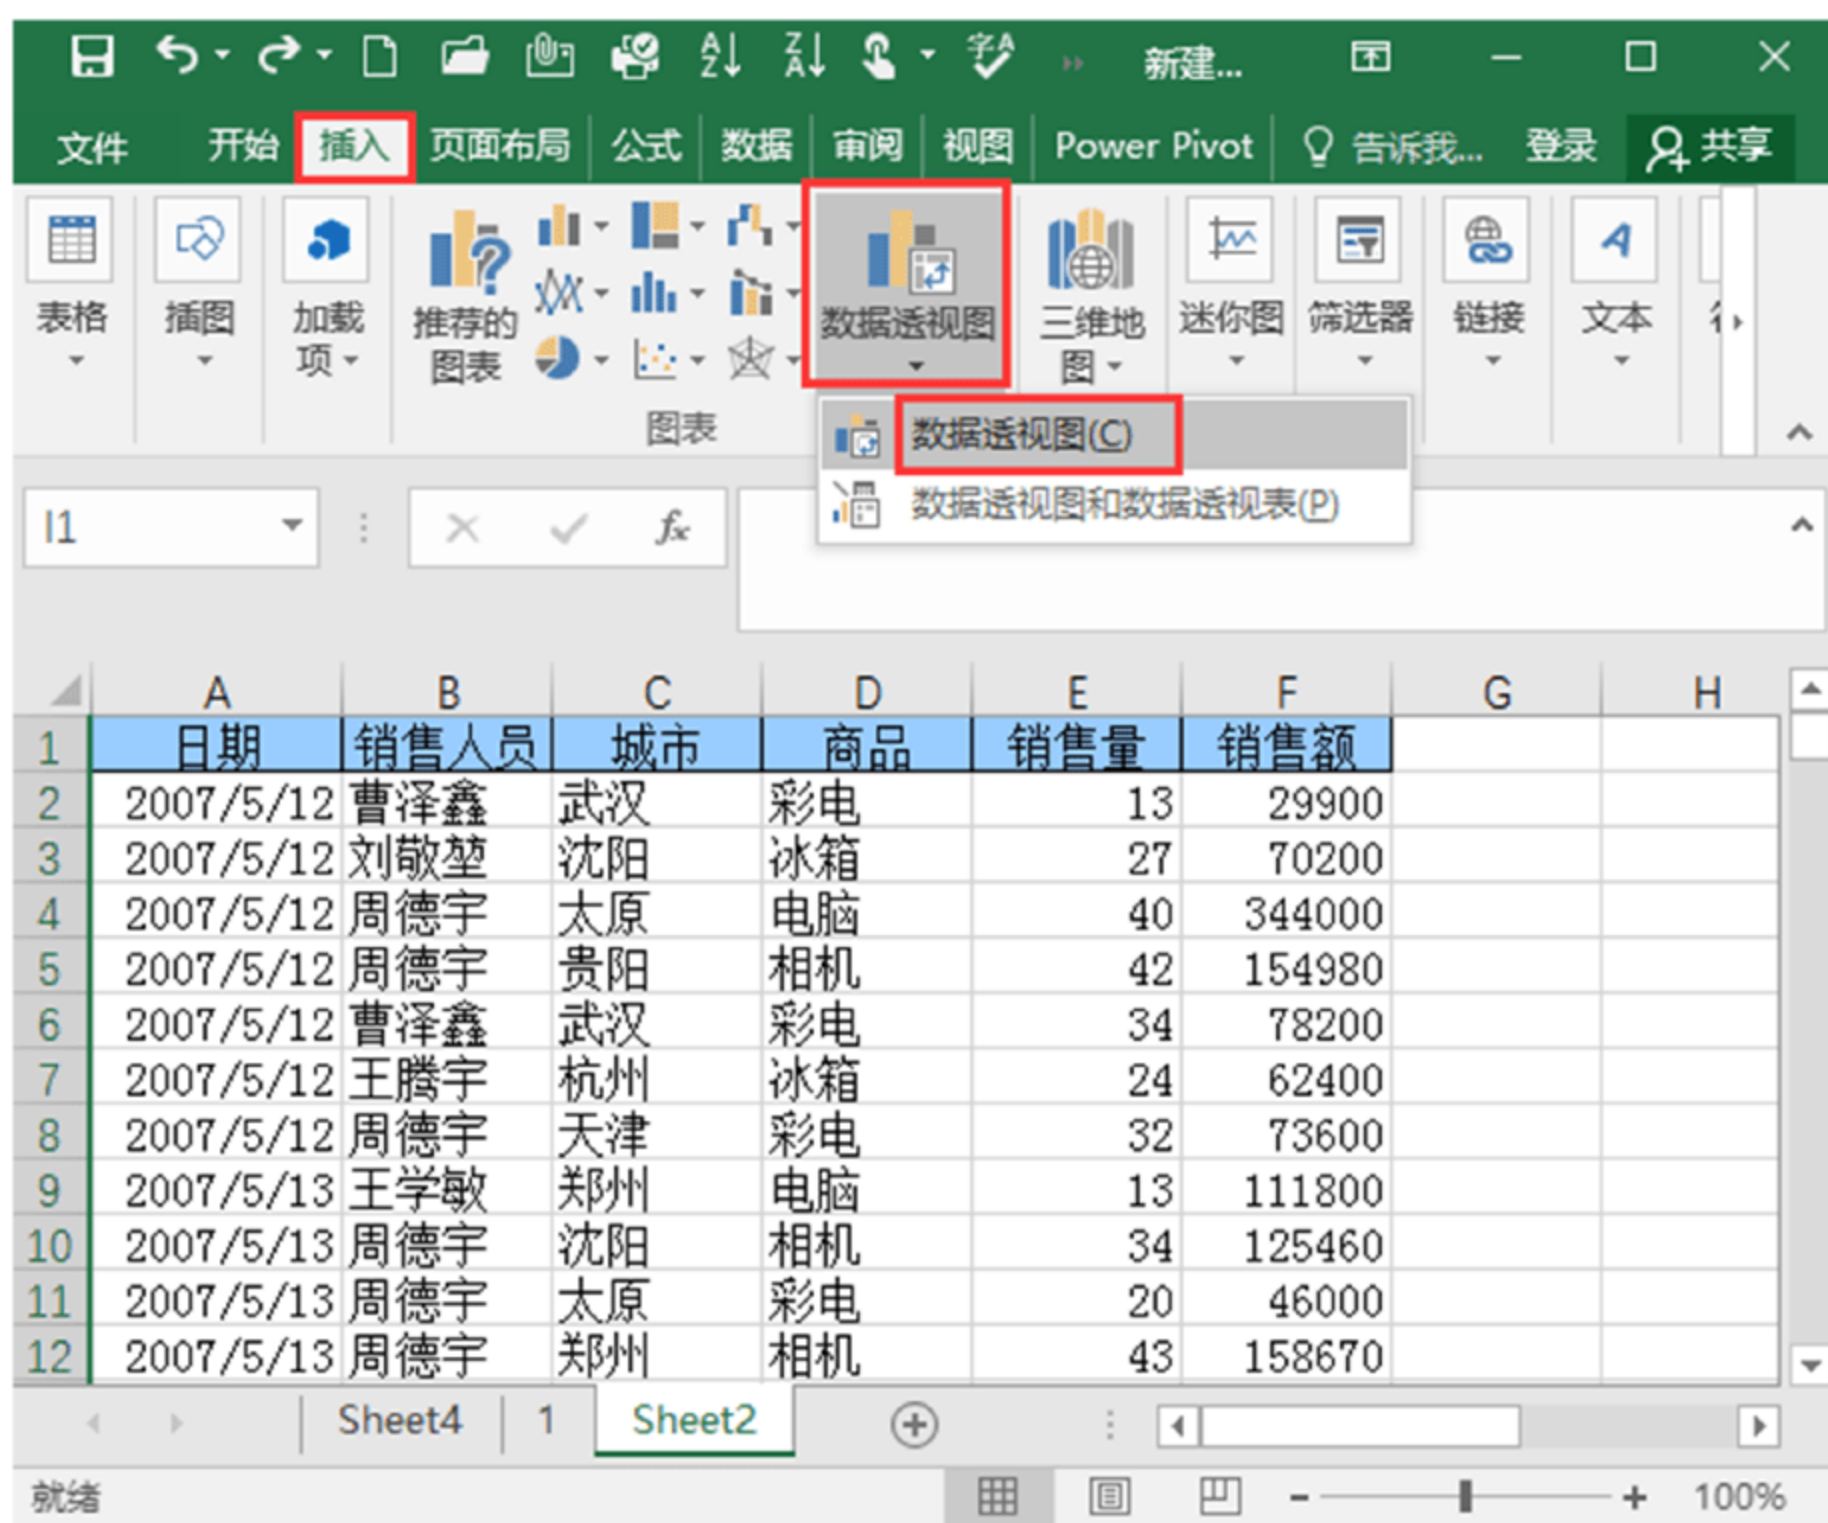 新建...
文件 开始 插入 页面布局 公式 数据 审阅 视图 Power Pivot 告诉我... 登录 共享
表格 插图 加载项 推荐的图表 数据透视图 三维地图 迷你图 筛选器 链接 文本
图表
数据透视图(C)
数据透视图和数据透视表(P)
I1 fx
A B C D E F G H
1 日期 销售人员 城市 商品 销售量 销售额
2 2007/5/12 曹泽鑫 武汉 彩电 13 29900
3 2007/5/12 刘敬堃 沈阳 冰箱 27 70200
4 2007/5/12 周德宇 太原 电脑 40 344000
5 2007/5/12 周德宇 贵阳 相机 42 154980
6 2007/5/12 曹泽鑫 武汉 彩电 34 78200
7 2007/5/12 王腾宇 杭州 冰箱 24 62400
8 2007/5/12 周德宇 天津 彩电 32 73600
9 2007/5/13 王学敏 郑州 电脑 13 111800
10 2007/5/13 周德宇 沈阳 相机 34 125460
11 2007/5/13 周德宇 太原 彩电 20 46000
12 2007/5/13 周德宇 郑州 相机 43 158670
Sheet4 1 Sheet2
就绪 100%